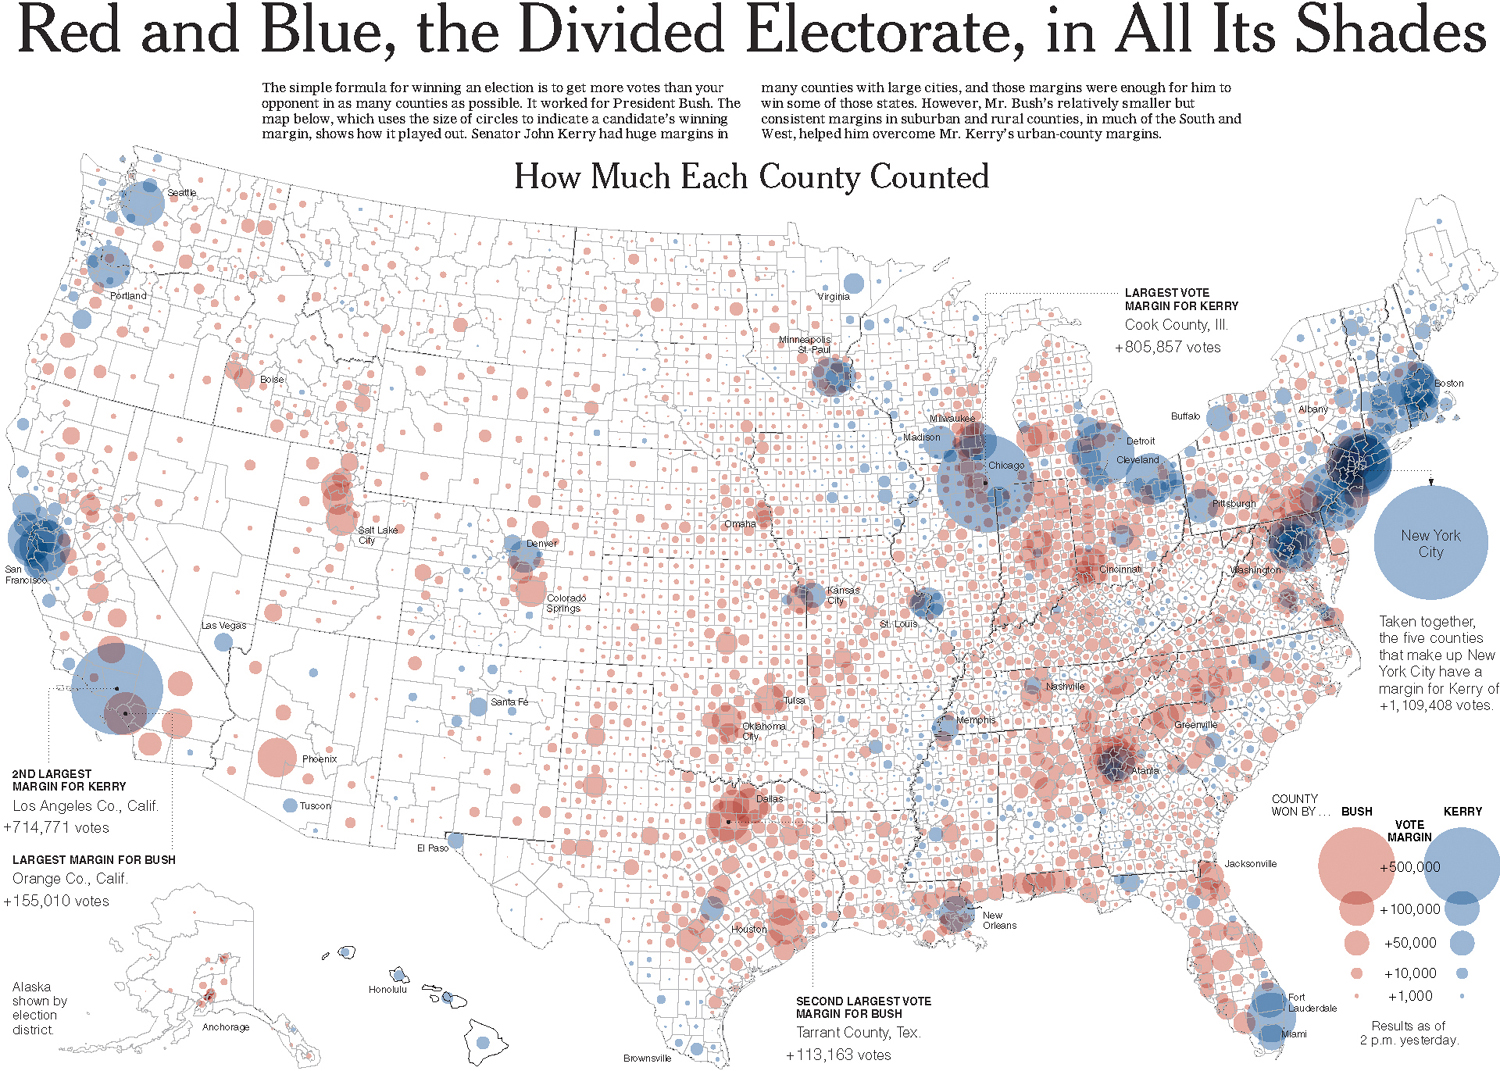 Red and Blue, the Divided Electorate, in All Its Shades
The simple formula for winning an election is to get more votes than your
opponent in as many counties as possible. It worked for President Bush. The
map below, which uses the size of circles to indicate a candidate's winning
margin, shows how it played out. Senator John Kerry had huge margins in
many counties with large cities, and those margins were enough for him to
win some of those states. However, Mr. Bush's relatively smaller but
consistent margins in suburban and rural counties, in much of the South and
West, helped him overcome Mr. Kerry's urban-county margins.
How Much Each County Counted
Seattle
Portland
Boise
Virginia
Minneapolis
St. Paul
Milwaukee
Madison
Chicago
LARGEST VOTE
MARGIN FOR KERRY
Cook County, Ill.
+805,857 votes
Buffalo
Albany
Boston
Detroit
Cleveland
Pittsburgh
New York
City
Taken together,
the five counties
that make up New
York City have a
margin for Kerry of
+1,109,408 votes.
Washington
Cincinnati
Omaha
Salt Lake
City
Denver
Colorado
Springs
Kansas
City
St. Louis
San
Francisco
Las Vegas
Santa Fé
Tulsa
Oklahoma
City
Nashville
Memphis
Greenville
Atlanta
Phoenix
Tuscon
El Paso
Dallas
2ND LARGEST
MARGIN FOR KERRY
Los Angeles Co., Calif.
+714,771 votes
LARGEST MARGIN FOR BUSH
Orange Co., Calif.
+155,010 votes
Houston
New
Orleans
Jacksonville
Fort
Lauderdale
Miami
Brownsville
SECOND LARGEST VOTE
MARGIN FOR BUSH
Tarrant County, Tex.
+113,163 votes
Alaska
shown by
election
district.
Anchorage
Honolulu
COUNTY
WON BY . . .
BUSH
KERRY
VOTE
MARGIN
+500,000
+100,000
+50,000
+10,000
+1,000
Results as of
2 p.m. yesterday.